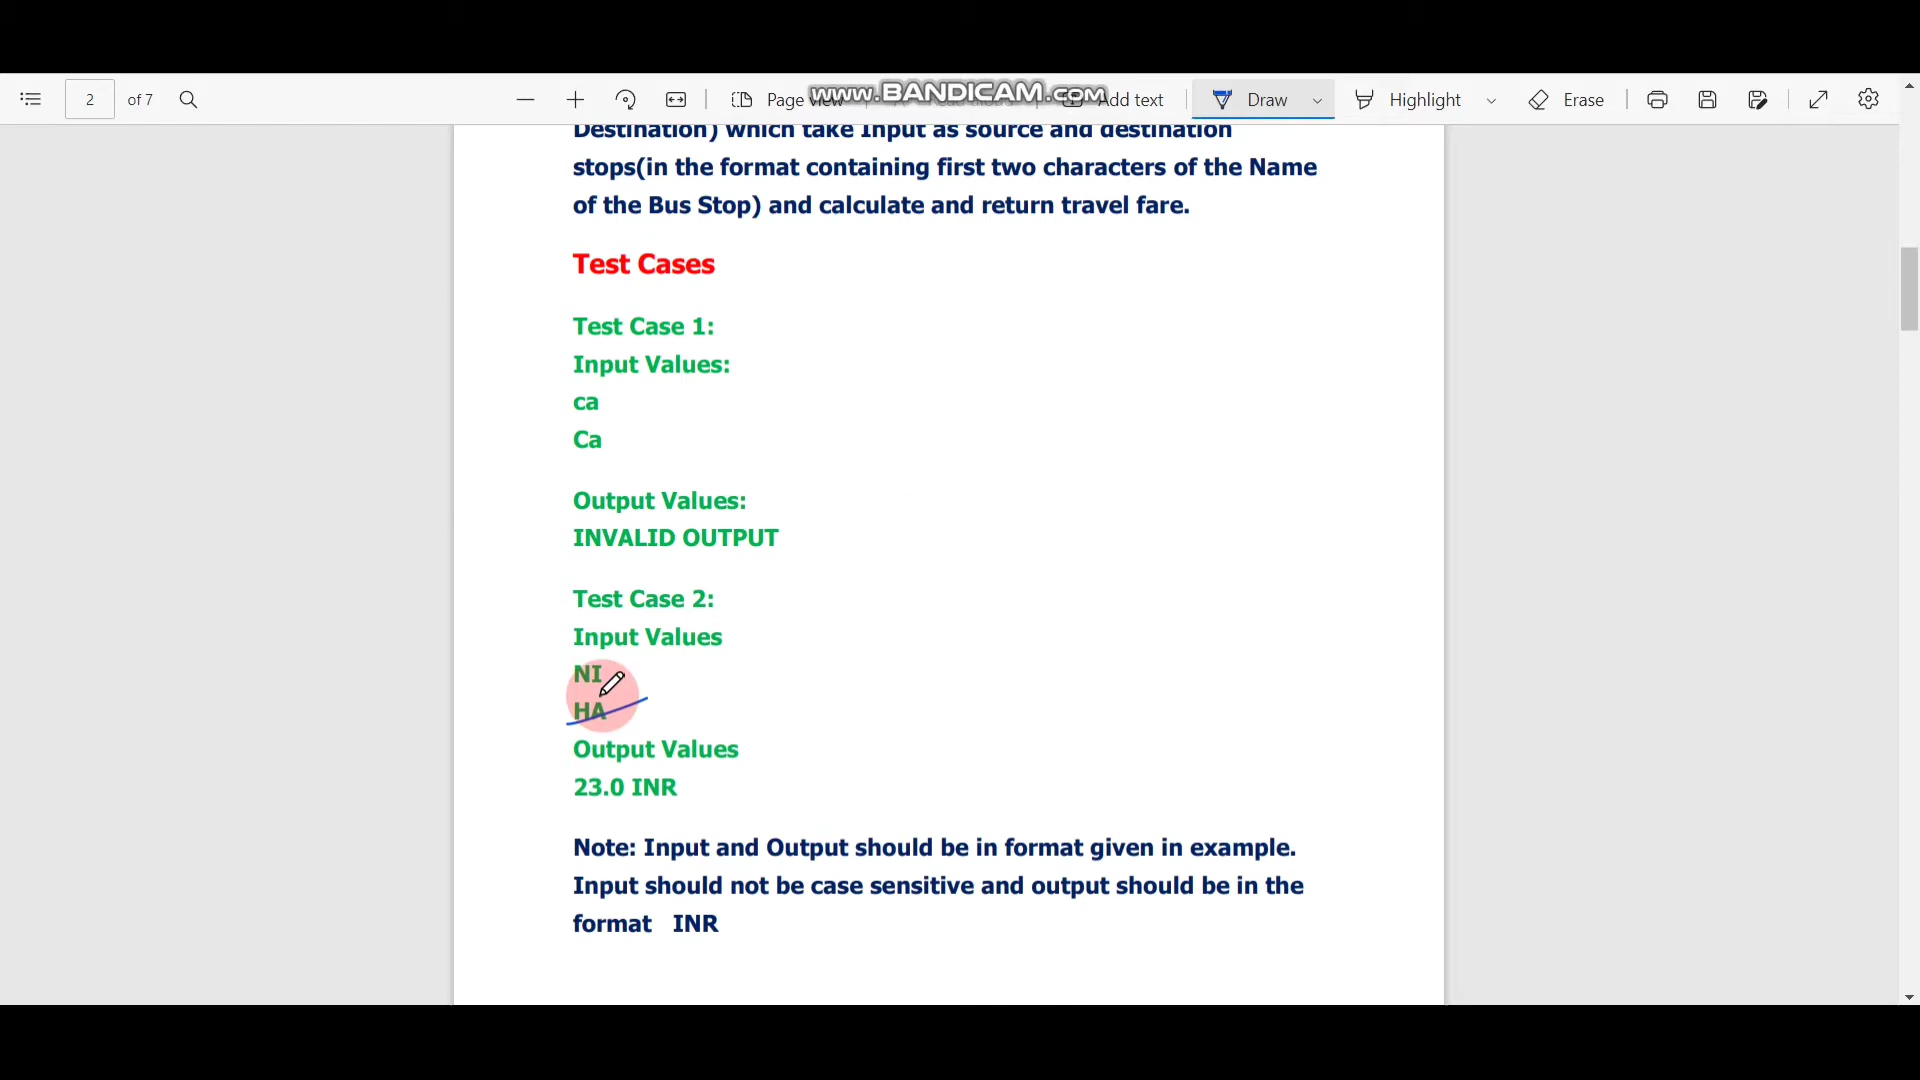 www.BANDICAM.com
2 of 7 Page view Add text Draw Highlight Erase
Destination) which take Input as source and destination
stops(in the format containing first two characters of the Name
of the Bus Stop) and calculate and return travel fare.
Test Cases
Test Case 1:
Input Values:
ca
Ca
Output Values:
INVALID OUTPUT
Test Case 2:
Input Values
NI
HA
Output Values
23.0 INR
Note: Input and Output should be in format given in example.
Input should not be case sensitive and output should be in the
format INR